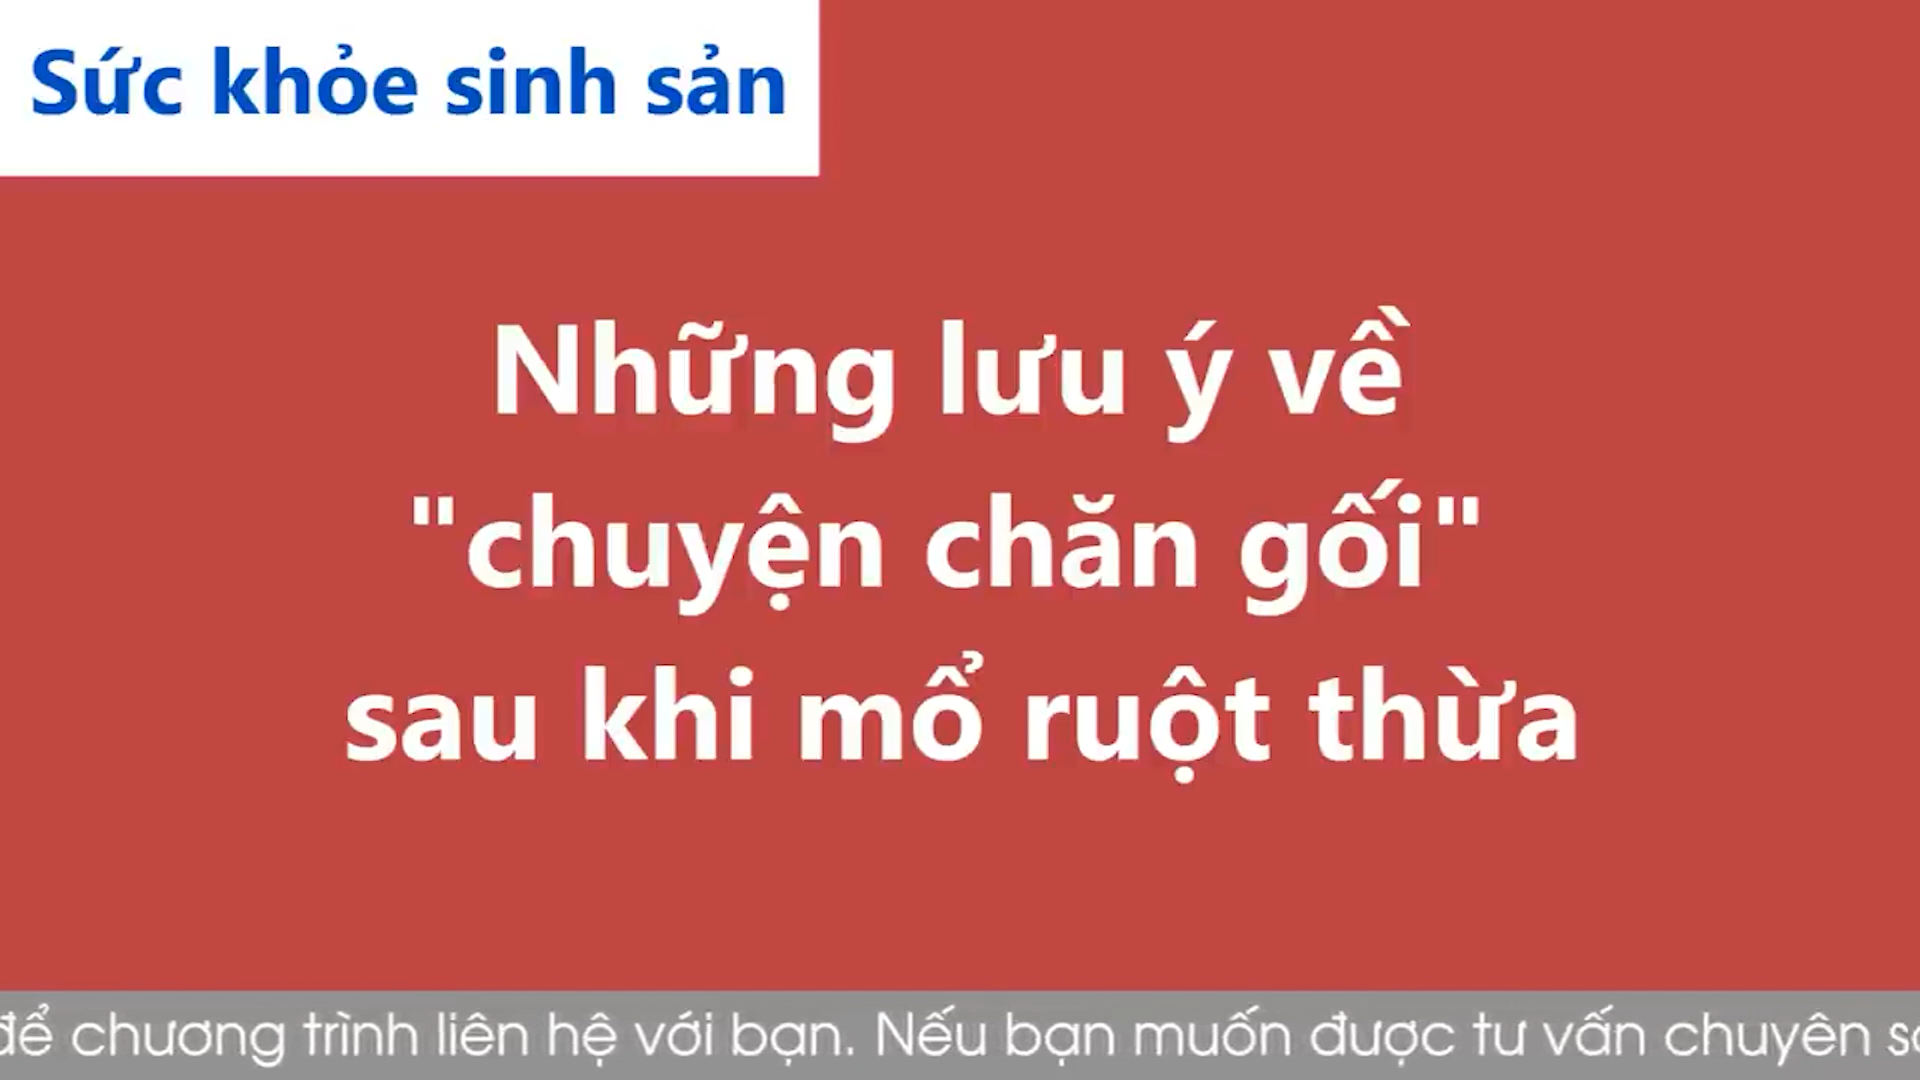 Sức khỏe sinh sản
Những lưu ý về
"chuyện chăn gối"
sau khi mổ ruột thừa
để chương trình liên hệ với bạn. Nếu bạn muốn được tư vấn chuyên